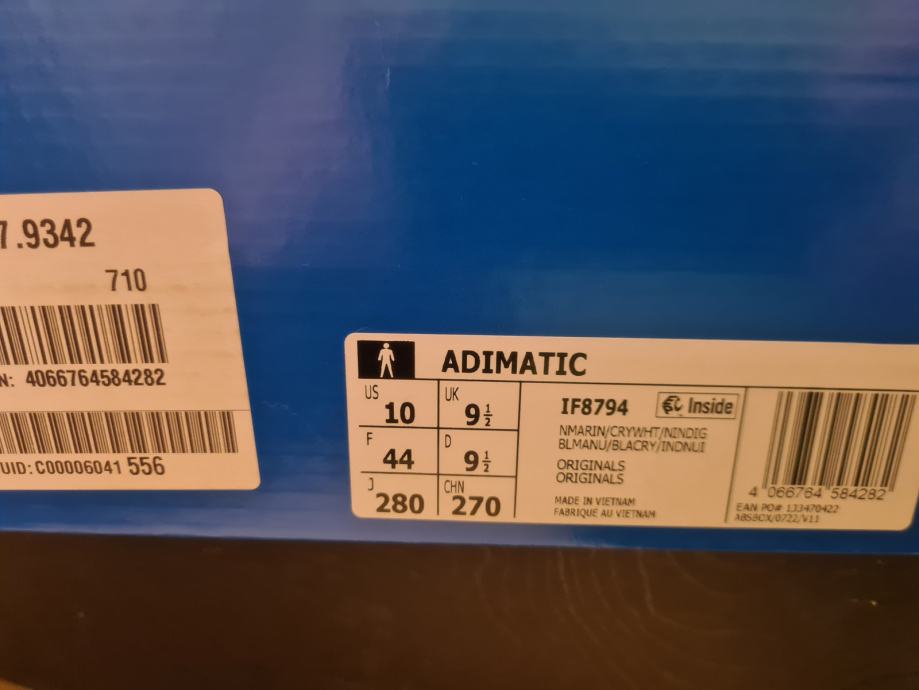 7.9342
710
N: 4066764584282
UID: C00006041 556
ADIMATIC
US 10 UK 9 1/2
F 44 D 9 1/2
J 280 CHN 270
IF8794 Inside
NMARIN/CRYWHT/NINDIG
BLMANU/BLACRY/INDNUI
ORIGINALS
ORIGINALS
MADE IN VIETNAM
FABRIQUE AU VIETNAM
4 066764 584282
EAN PO# 133470422
ABSBOX/0722/V11